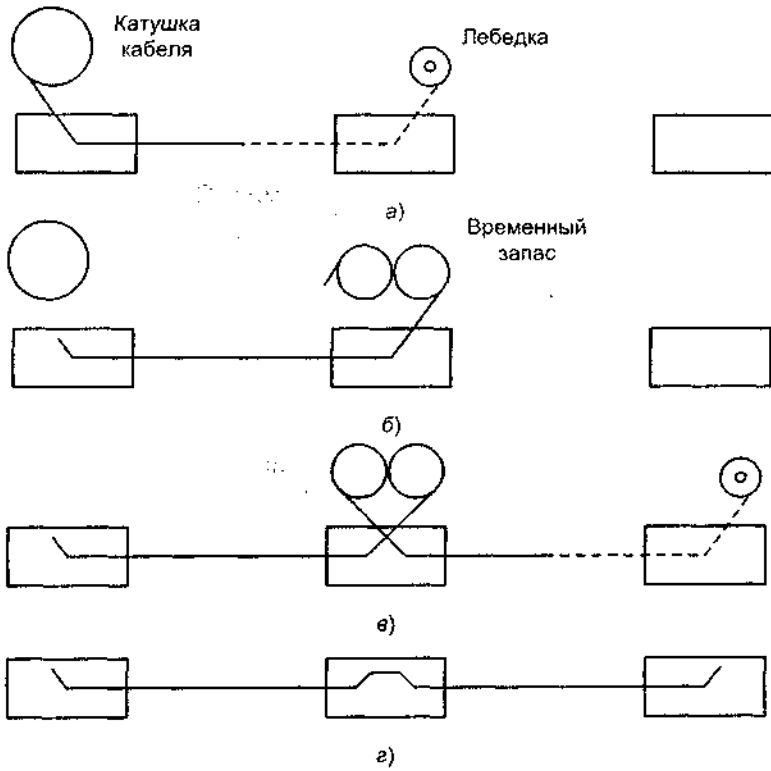 Катушка
кабеля
Лебедка
а)
Временный
запас
б)
в)
г)